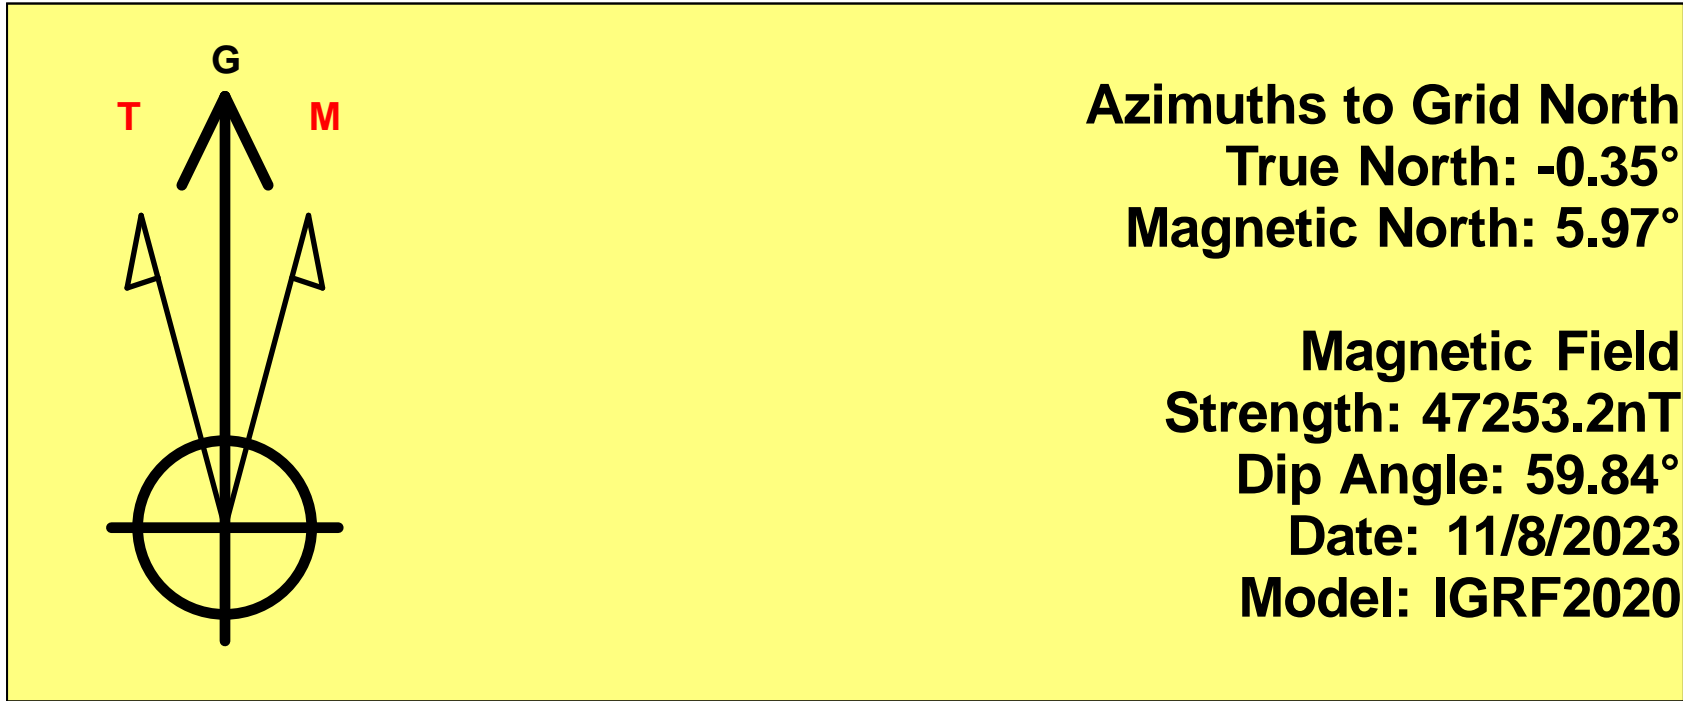 G
T
M
Azimuths to Grid North
True North: -0.35°
Magnetic North: 5.97°
Magnetic Field
Strength: 47253.2nT
Dip Angle: 59.84°
Date: 11/8/2023
Model: IGRF2020